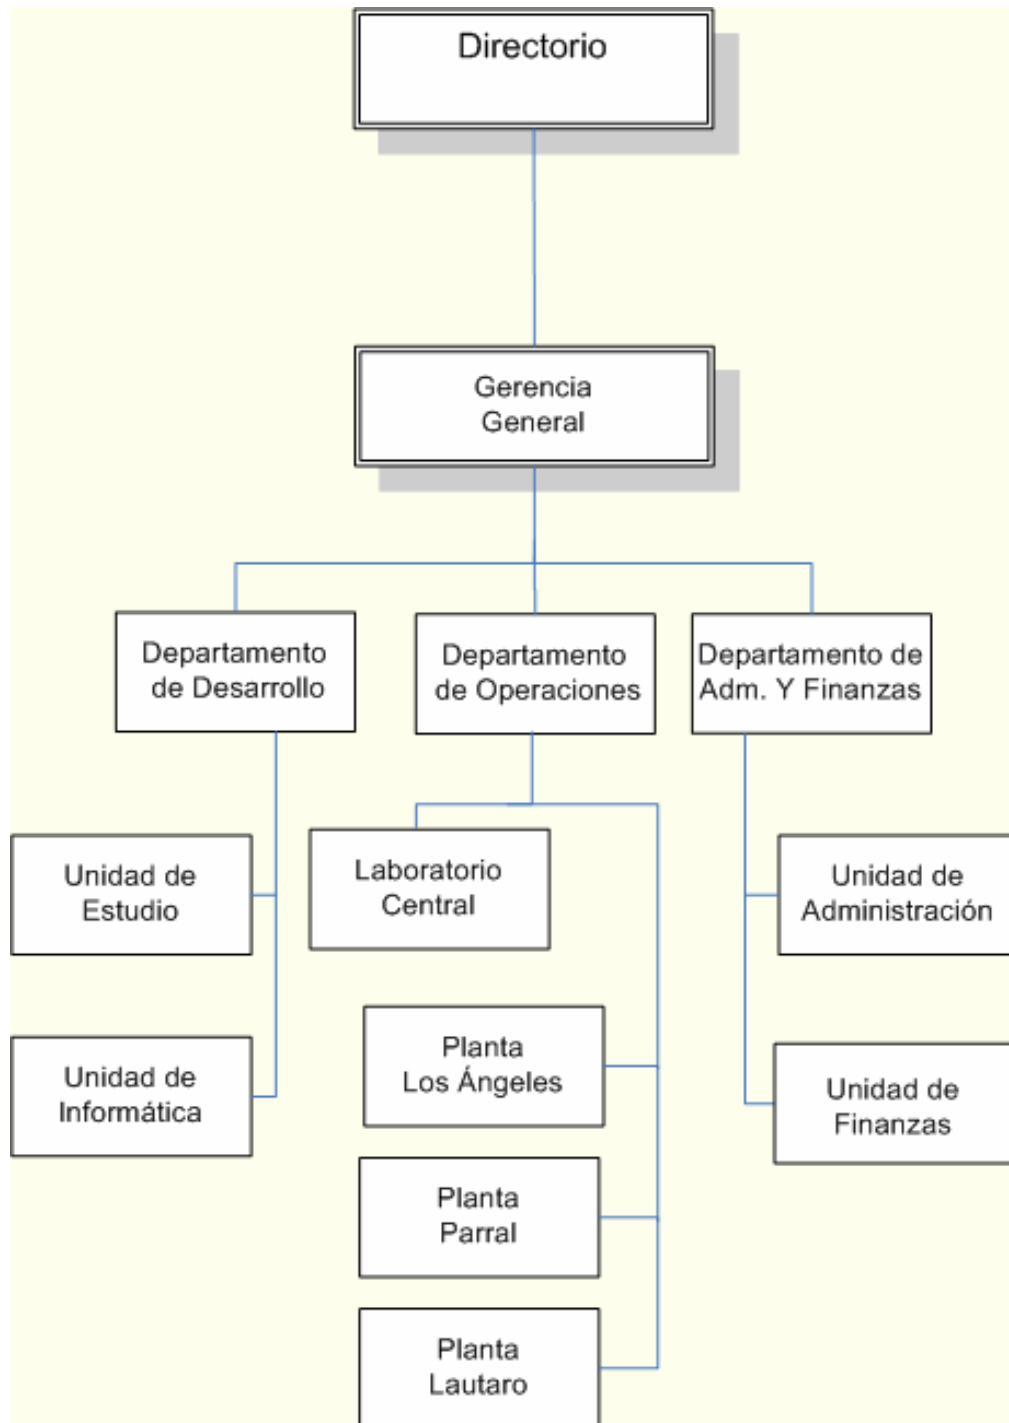 Directorio
Gerencia
General
Departamento
de Desarrollo
Departamento
de Operaciones
Departamento de
Adm. Y Finanzas
Unidad de
Estudio
Laboratorio
Central
Unidad de
Administración
Unidad de
Informática
Planta
Los Ángeles
Unidad de
Finanzas
Planta
Parral
Planta
Lautaro